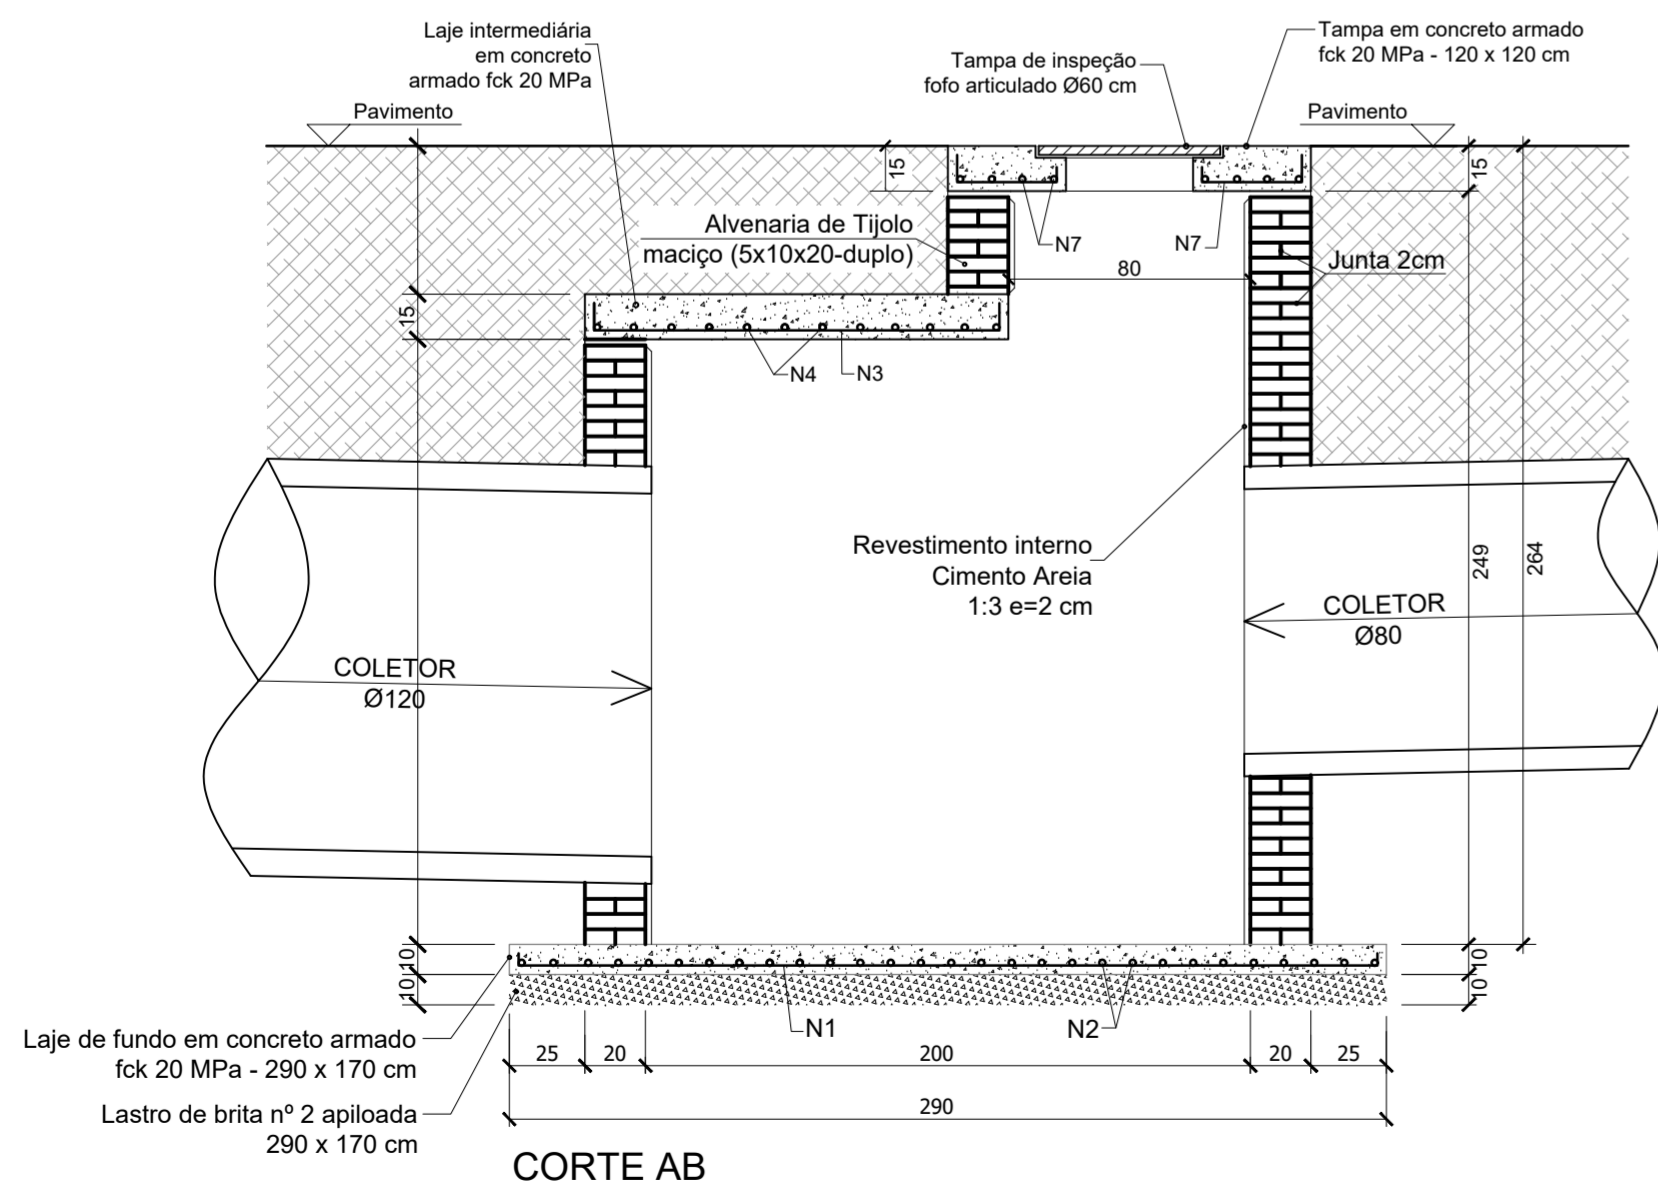 Laje intermediária
em concreto
armado fck 20 MPa
Tampa de inspeção
fofo articulado Ø60 cm
Tampa em concreto armado
fck 20 MPa - 120 x 120 cm
Pavimento
Pavimento
15
15
Alvenaria de Tijolo
maciço (5x10x20-duplo)
N7
N7
80
Junta 2cm
15
N4
N3
Revestimento interno
Cimento Areia
1:3 e=2 cm
249
264
COLETOR
Ø80
COLETOR
Ø120
10
10
10
10
N1
N2
Laje de fundo em concreto armado
fck 20 MPa - 290 x 170 cm
Lastro de brita nº 2 apiloada
290 x 170 cm
25
20
200
20
25
290
CORTE AB